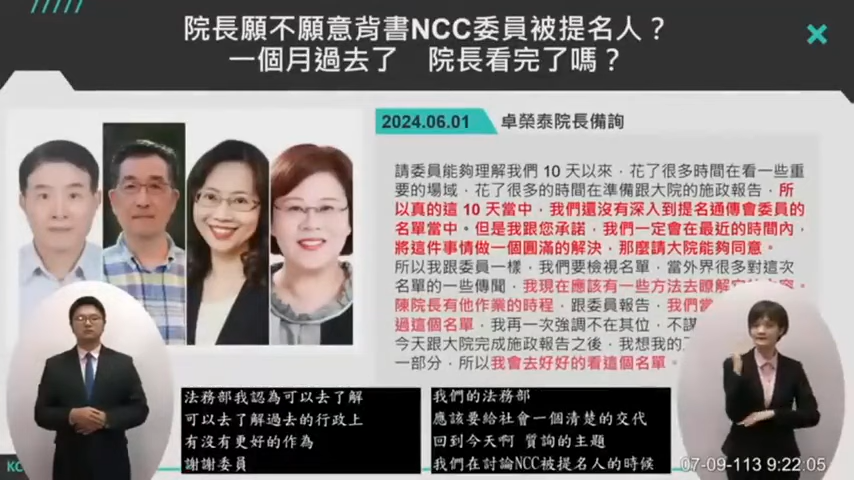 院長願不願意背書NCC委員被提名人？
一個月過去了　院長看完了嗎？
2024.06.01
卓榮泰院長備詢
請委員能夠理解我們 10 天以來，花了很多時間在看一些重
要的場域，花了很多的時間在準備跟大院的施政報告，所
以真的這 10 天當中，我們還沒有深入到提名通傳會委員的
名單當中。但是我跟您承諾，我們一定會在最近的時間內，
將這件事情做一個圓滿的解決，那麼請大院能夠同意。
所以我跟委員一樣，我們要檢視名單，當外界很多對這次
名單的一些傳聞，我現在應該有一些方法去瞭解
陳院長有他作業的時程，跟委員報告，我們
過這個名單，我再一次強調不在其位，不謀
今天跟大院完成施政報告之後，我想我的
一部分，所以我會去好好的看這個名單。
法務部我認為可以去了解
可以去了解過去的行政上
有沒有更好的作為
謝謝委員
我們的法務部
應該要給社會一個清楚的交代
回到今天啊 質詢的主題
我們在討論NCC被提名人的時候
KC
07-09-113 9:22:05